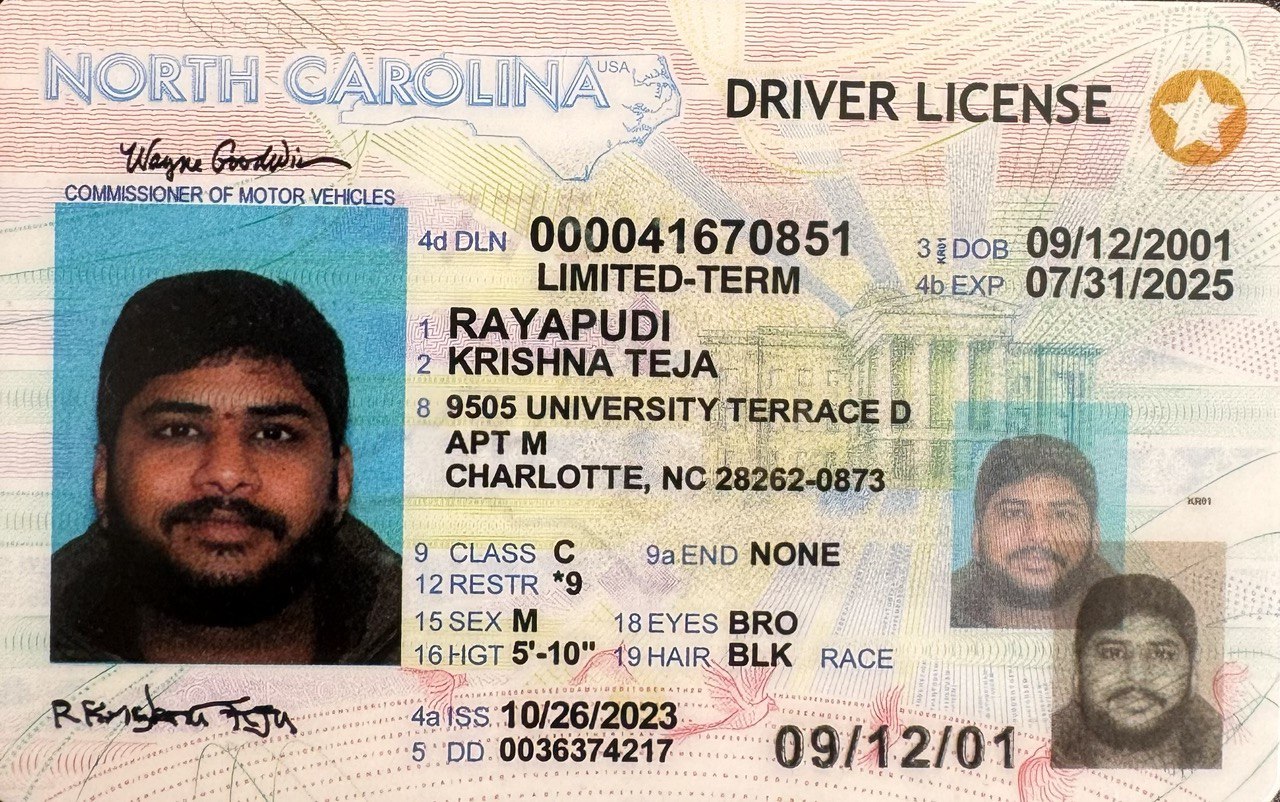 NORTH CAROLINA USA
DRIVER LICENSE
Wayne Goodwin
COMMISSIONER OF MOTOR VEHICLES
4d DLN 000041670851
LIMITED-TERM
3 KR01 DOB 09/12/2001
4b EXP 07/31/2025
1 RAYAPUDI
2 KRISHNA TEJA
8 9505 UNIVERSITY TERRACE D
APT M
CHARLOTTE, NC 28262-0873
KR01
9 CLASS C 9a END NONE
12 RESTR *9
15 SEX M 18 EYES BRO
16 HGT 5'-10" 19 HAIR BLK RACE
R Krishna Teja
4a ISS 10/26/2023
5 DD 0036374217
09/12/01